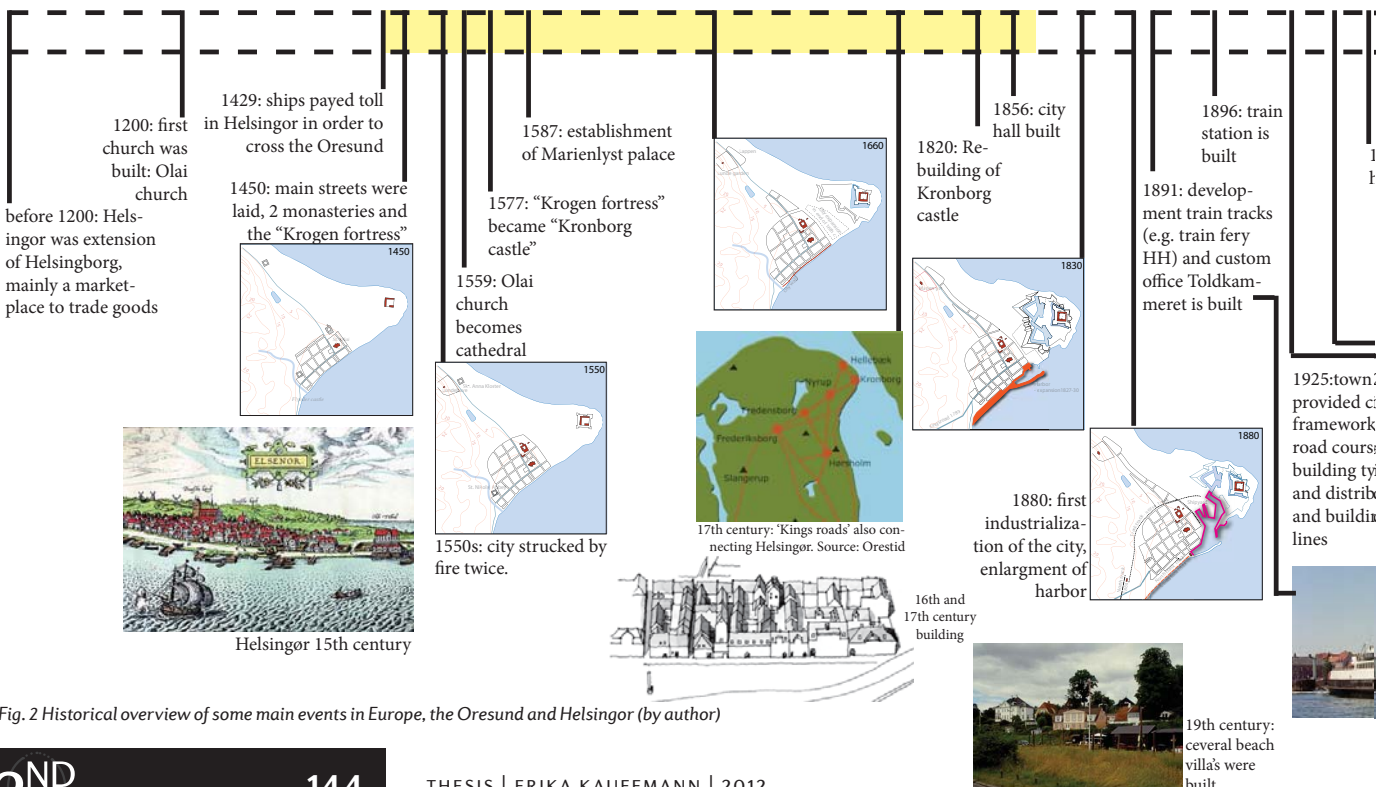 1200: first
church was
built: Olai
church
before 1200: Hels-
ingor was extension
of Helsingborg,
mainly a market-
place to trade goods
1429: ships payed toll
in Helsingor in order to
cross the Oresund
1450: main streets were
laid, 2 monasteries and
the “Krogen fortress”
1450
ELSENOR.
Helsingør 15th century
1587: establishment
of Marienlyst palace
1577: “Krogen fortress”
became “Kronborg
castle”
1559: Olai
church
becomes
cathedral
1550
1550s: city strucked by
fire twice.
1660
Hellebæk
Kronborg
Nyrup
Fredensborg
Frederiksborg
Hørsholm
Slangerup
17th century: ‘Kings roads’ also con-
necting Helsingør. Source: Orestid
16th and
17th century
building
1820: Re-
building of
Kronborg
castle
1856: city
hall built
1830
1880: first
industrializa-
tion of the city,
enlargment of
harbor
1880
1896: train
station is
built
1891: develop-
ment train tracks
(e.g. train fery
HH) and custom
office Toldkam-
meret is built
1925:town
provided
framework,
road
building
and
and
lines
19th century:
ceveral beach
villa’s were
built
Fig. 2 Historical overview of some main events in Europe, the Oresund and Helsingor (by author)
ND
144
THESIS | ERIKA KAUFFMANN | 2012